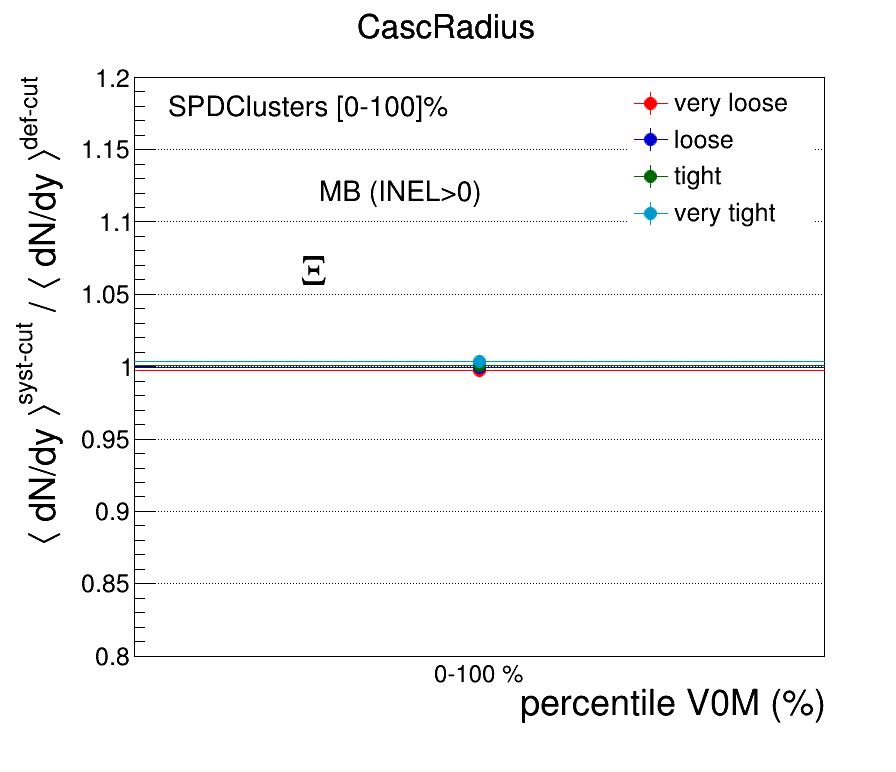 CascRadius
SPDClusters [0-100]%
MB (INEL>0)
Ξ
very loose
loose
tight
very tight
⟨ dN/dy ⟩^syst-cut / ⟨ dN/dy ⟩^def-cut
1.2
1.15
1.1
1.05
1
0.95
0.9
0.85
0.8
0-100 %
percentile V0M (%)